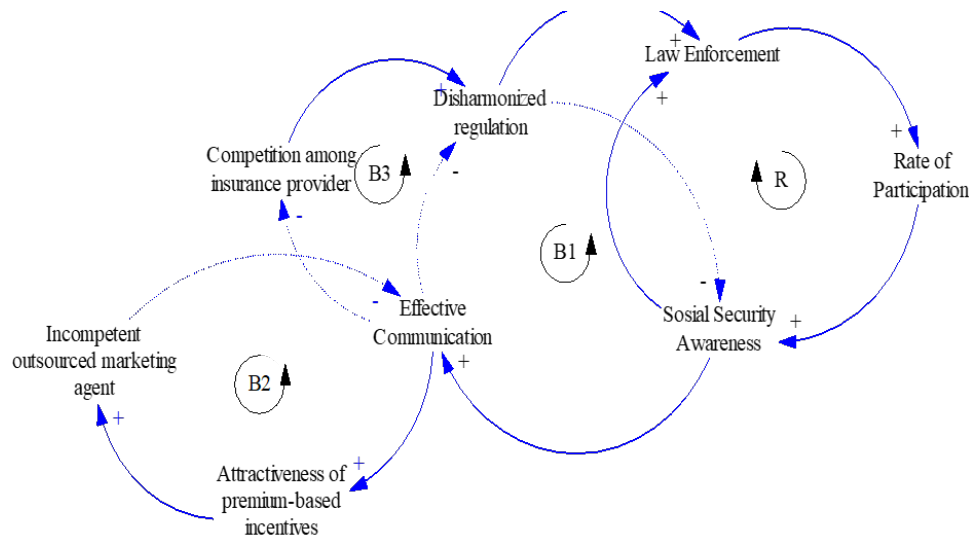 +
Law Enforcement
+
Disharmonized
regulation
+
+
Rate of
Participation
Competition among
insurance provider
B3
-
R
-
B1
-
Effective
Communication
-
Sosial Security
Awareness
+
+
Incompetent
outsourced marketing
agent
B2
+
+
Attractiveness of
premium-based
incentives